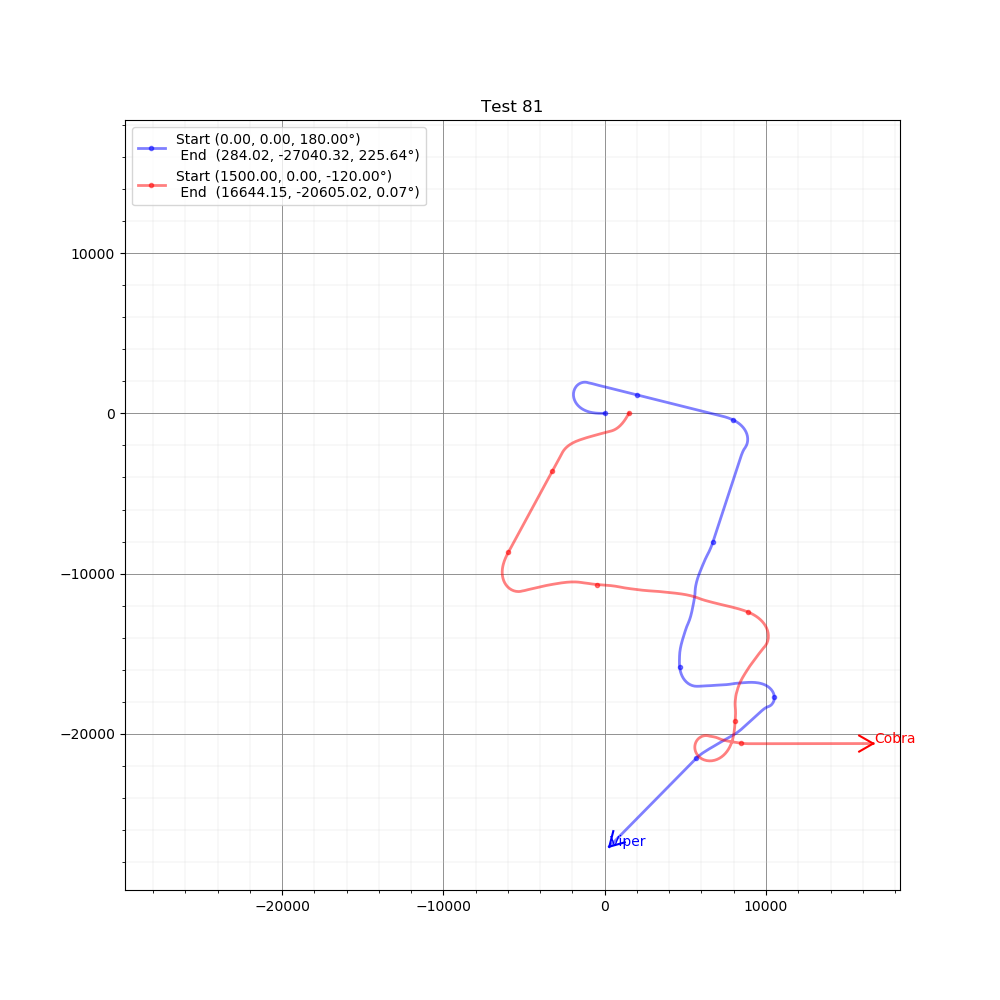 Test 81
Start (0.00, 0.00, 180.00°)
End (284.02, -27040.32, 225.64°)
Start (1500.00, 0.00, -120.00°)
End (16644.15, -20605.02, 0.07°)
10000
0
−10000
−20000
Cobra
Viper
−20000
−10000
0
10000